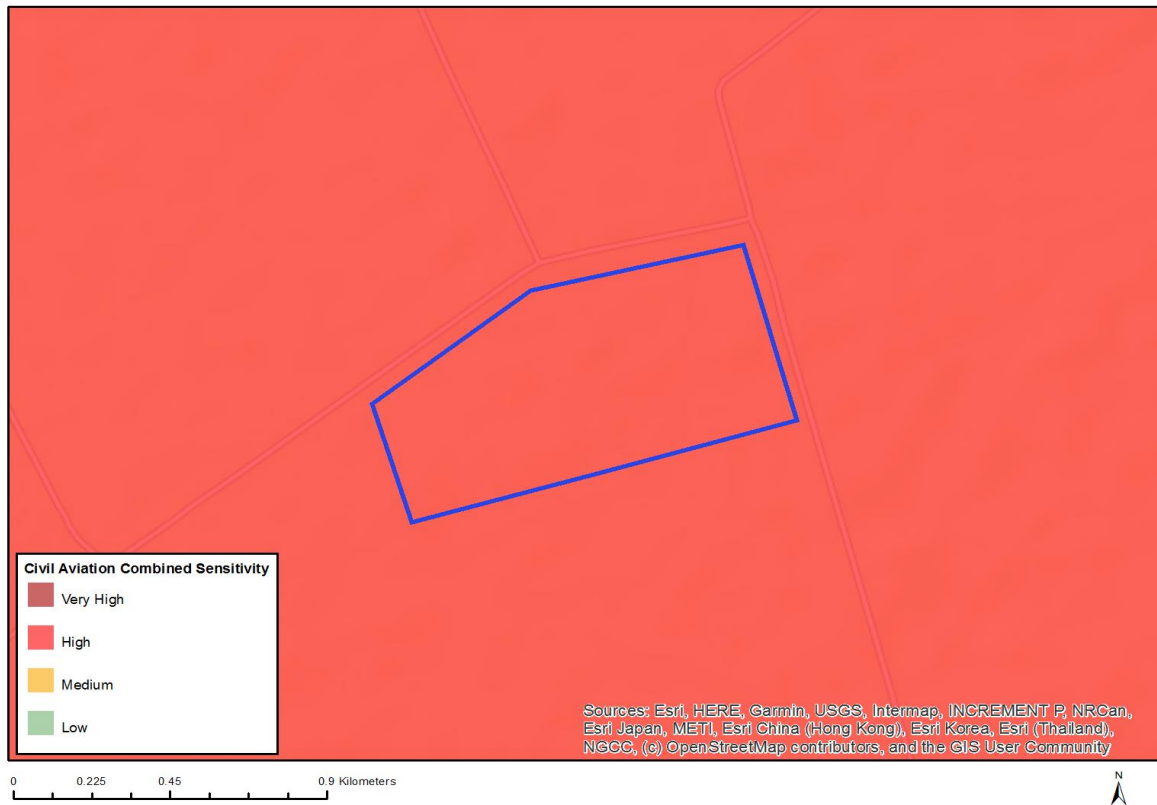 Civil Aviation Combined Sensitivity
Very High
High
Medium
Low
Sources: Esri, HERE, Garmin, USGS, Intermap, INCREMENT P, NRCan,
Esri Japan, METI, Esri China (Hong Kong), Esri Korea, Esri (Thailand),
NGCC, (c) OpenStreetMap contributors, and the GIS User Community
0 0.225 0.45 0.9 Kilometers
N